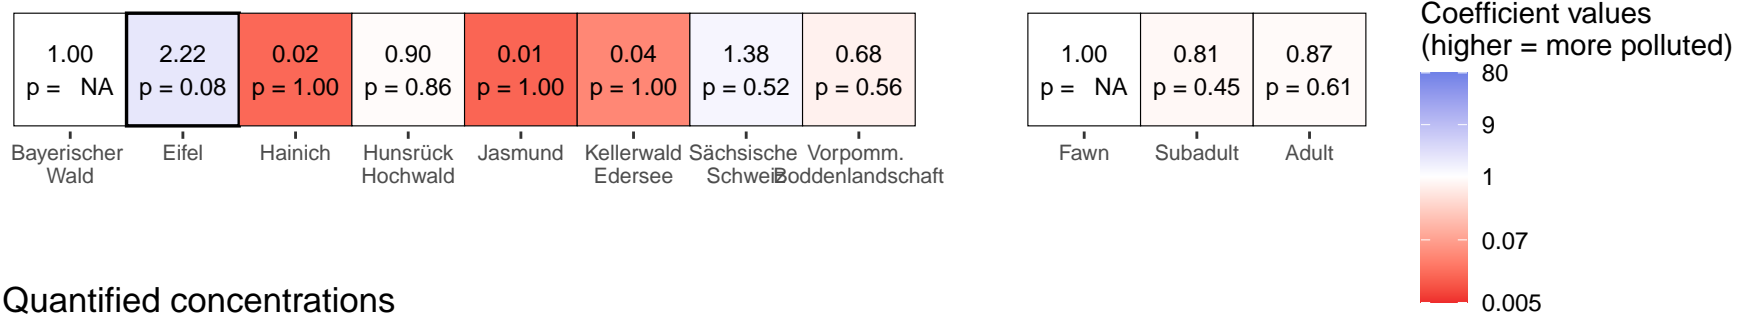 Coefficient values
(higher = more polluted)
1.00 2.22 0.02 0.90 0.01 0.04 1.38 0.68 1.00 0.81 0.87
p = NA p = 0.08 p = 1.00 p = 0.86 p = 1.00 p = 1.00 p = 0.52 p = 0.56 p = NA p = 0.45 p = 0.61
80
9
1
0.07
0.005
Bayerischer Eifel Hainich Hunsrück Jasmund Kellerwald Sächsische Vorpomm. Fawn Subadult Adult
Wald Hochwald Edersee Schweiz Boddenlandschaft
Quantified concentrations